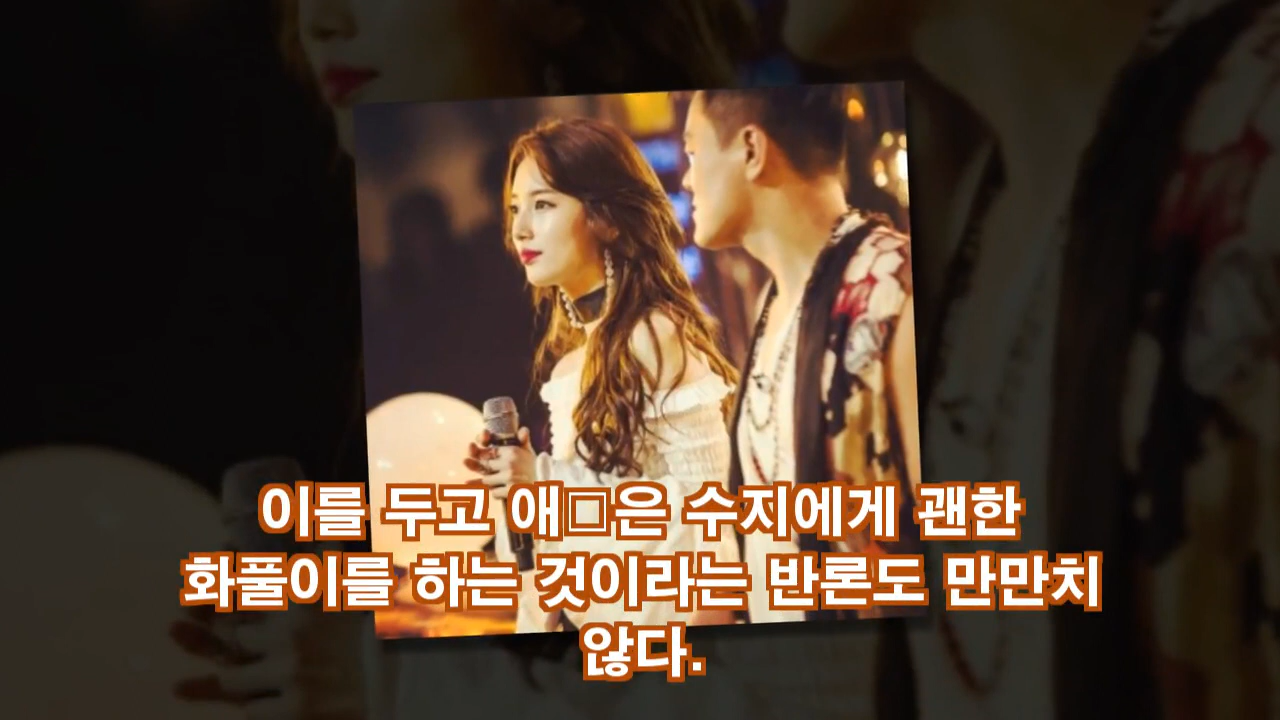 이를 두고 애□은 수지에게 괜한
화풀이를 하는 것이라는 반론도 만만치
않다.